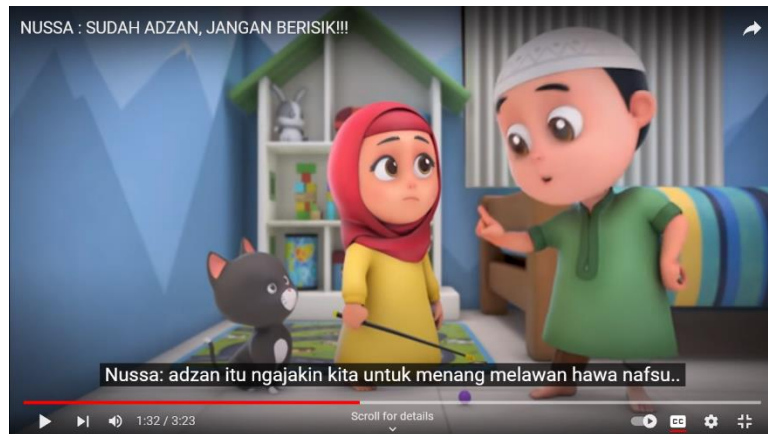 NUSSA : SUDAH ADZAN, JANGAN BERISIK!!!
Nussa: adzan itu ngajakin kita untuk menang melawan hawa nafsu..
1:32 / 3:23
Scroll for details
CC